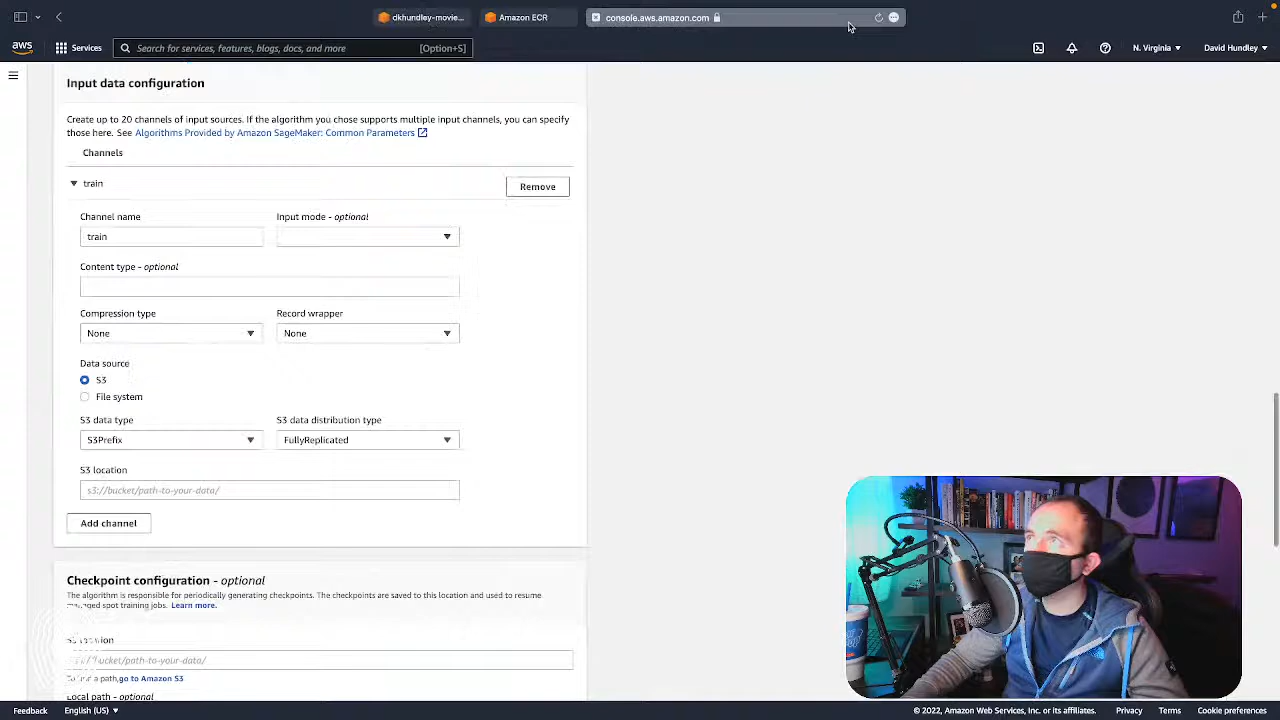 dkhundley-movie...
Amazon ECR
console.aws.amazon.com
aws
Services
Search for services, features, blogs, docs, and more
[Option+S]
N. Virginia
David Hundley
Input data configuration
Create up to 20 channels of input sources. If the algorithm you chose supports multiple input channels, you can specify
those here. See Algorithms Provided by Amazon SageMaker: Common Parameters
Channels
train
Remove
Channel name
Input mode - optional
train
Content type - optional
Compression type
Record wrapper
None
None
Data source
S3
File system
S3 data type
S3 data distribution type
S3Prefix
FullyReplicated
S3 location
s3://bucket/path-to-your-data/
Add channel
Checkpoint configuration - optional
The algorithm is responsible for periodically generating checkpoints. The checkpoints are saved to this location and used to resume
managed spot training jobs. Learn more.
S3 location
s3://bucket/path-to-your-data/
To find a path, go to Amazon S3
Local path - optional
Feedback
English (US)
© 2022, Amazon Web Services, Inc. or its affiliates.
Privacy
Terms
Cookie preferences